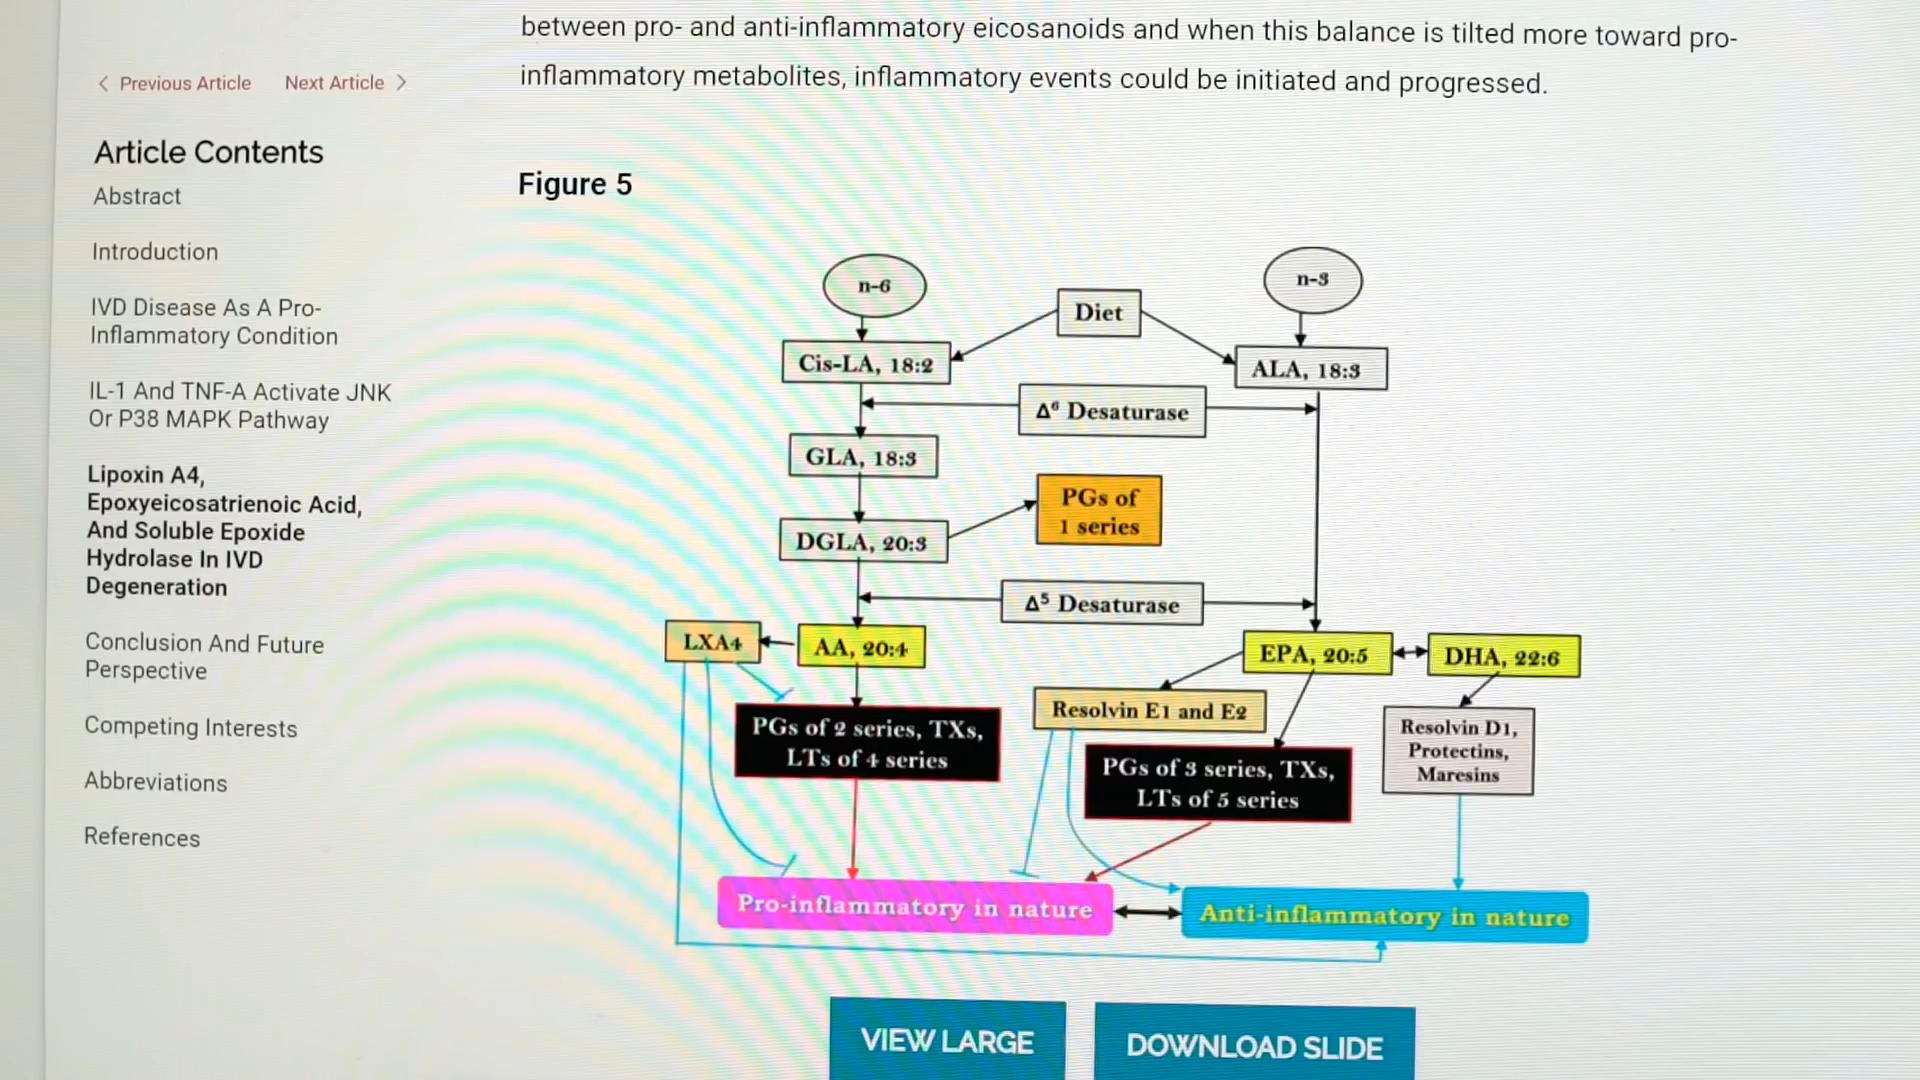 between pro- and anti-inflammatory eicosanoids and when this balance is tilted more toward pro-
inflammatory metabolites, inflammatory events could be initiated and progressed.
Previous Article
Next Article
Article Contents
Abstract
Introduction
IVD Disease As A Pro-
Inflammatory Condition
IL-1 And TNF-A Activate JNK
Or P38 MAPK Pathway
Lipoxin A4,
Epoxyeicosatrienoic Acid,
And Soluble Epoxide
Hydrolase In IVD
Degeneration
Conclusion And Future
Perspective
Competing Interests
Abbreviations
References
Figure 5
n-6
n-3
Diet
Cis-LA, 18:2
ALA, 18:3
Δ⁶ Desaturase
GLA, 18:3
PGs of
1 series
DGLA, 20:3
Δ⁵ Desaturase
LXA4
AA, 20:4
EPA, 20:5
DHA, 22:6
Resolvin E1 and E2
PGs of 2 series, TXs,
LTs of 4 series
Resolvin D1,
Protectins,
Maresins
PGs of 3 series, TXs,
LTs of 5 series
Pro-inflammatory in nature
Anti-inflammatory in nature
VIEW LARGE
DOWNLOAD SLIDE